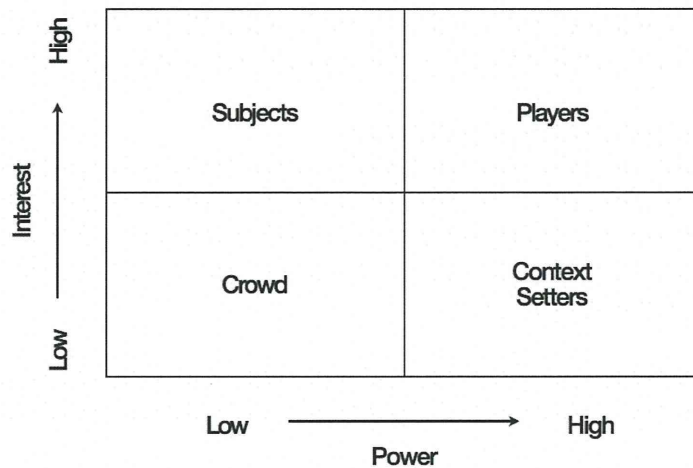 High
Subjects
Players
Interest
Crowd
Context
Setters
Low
Low
High
Power